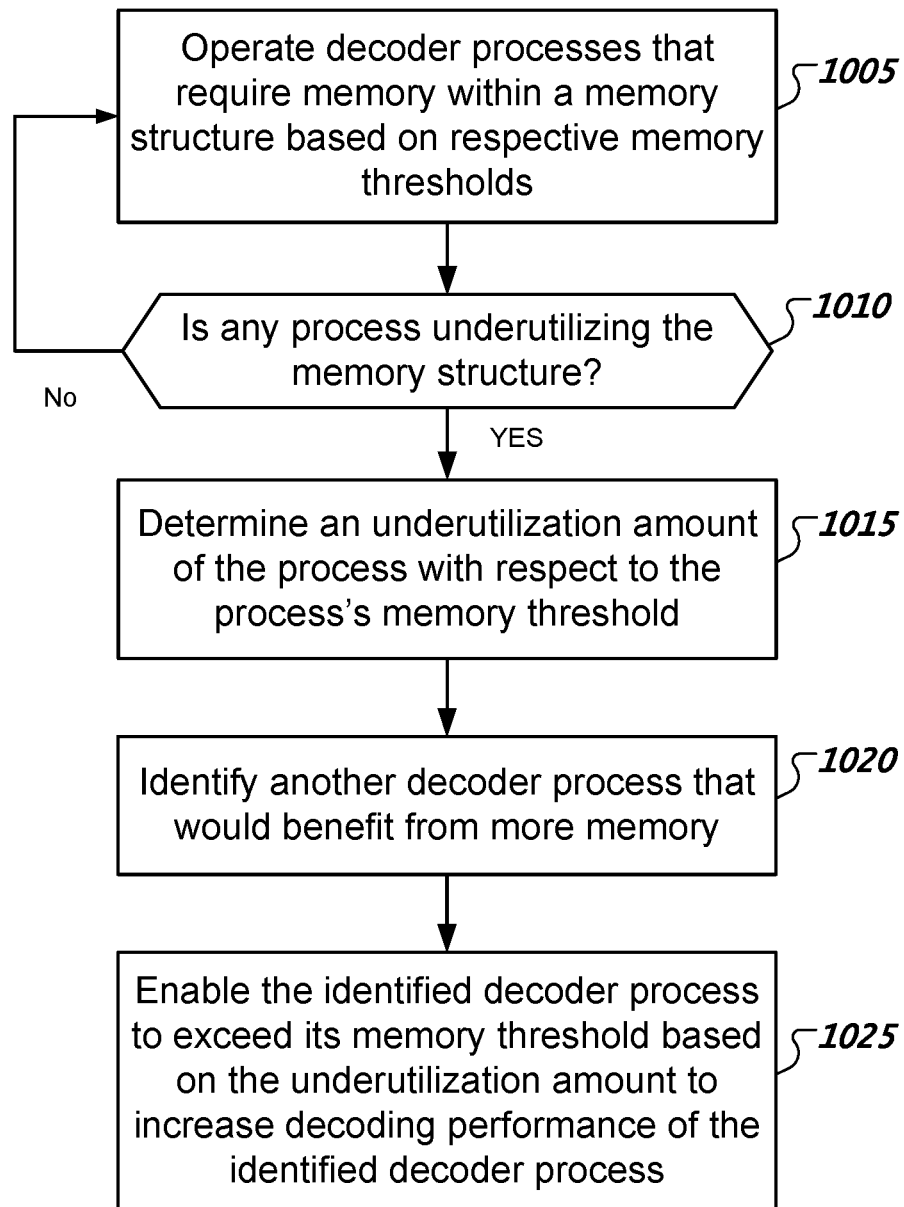 Operate decoder processes that
require memory within a memory
structure based on respective memory
thresholds
1005
Is any process underutilizing the
memory structure?
1010
No
YES
Determine an underutilization amount
of the process with respect to the
process's memory threshold
1015
Identify another decoder process that
would benefit from more memory
1020
Enable the identified decoder process
to exceed its memory threshold based
on the underutilization amount to
increase decoding performance of the
identified decoder process
1025